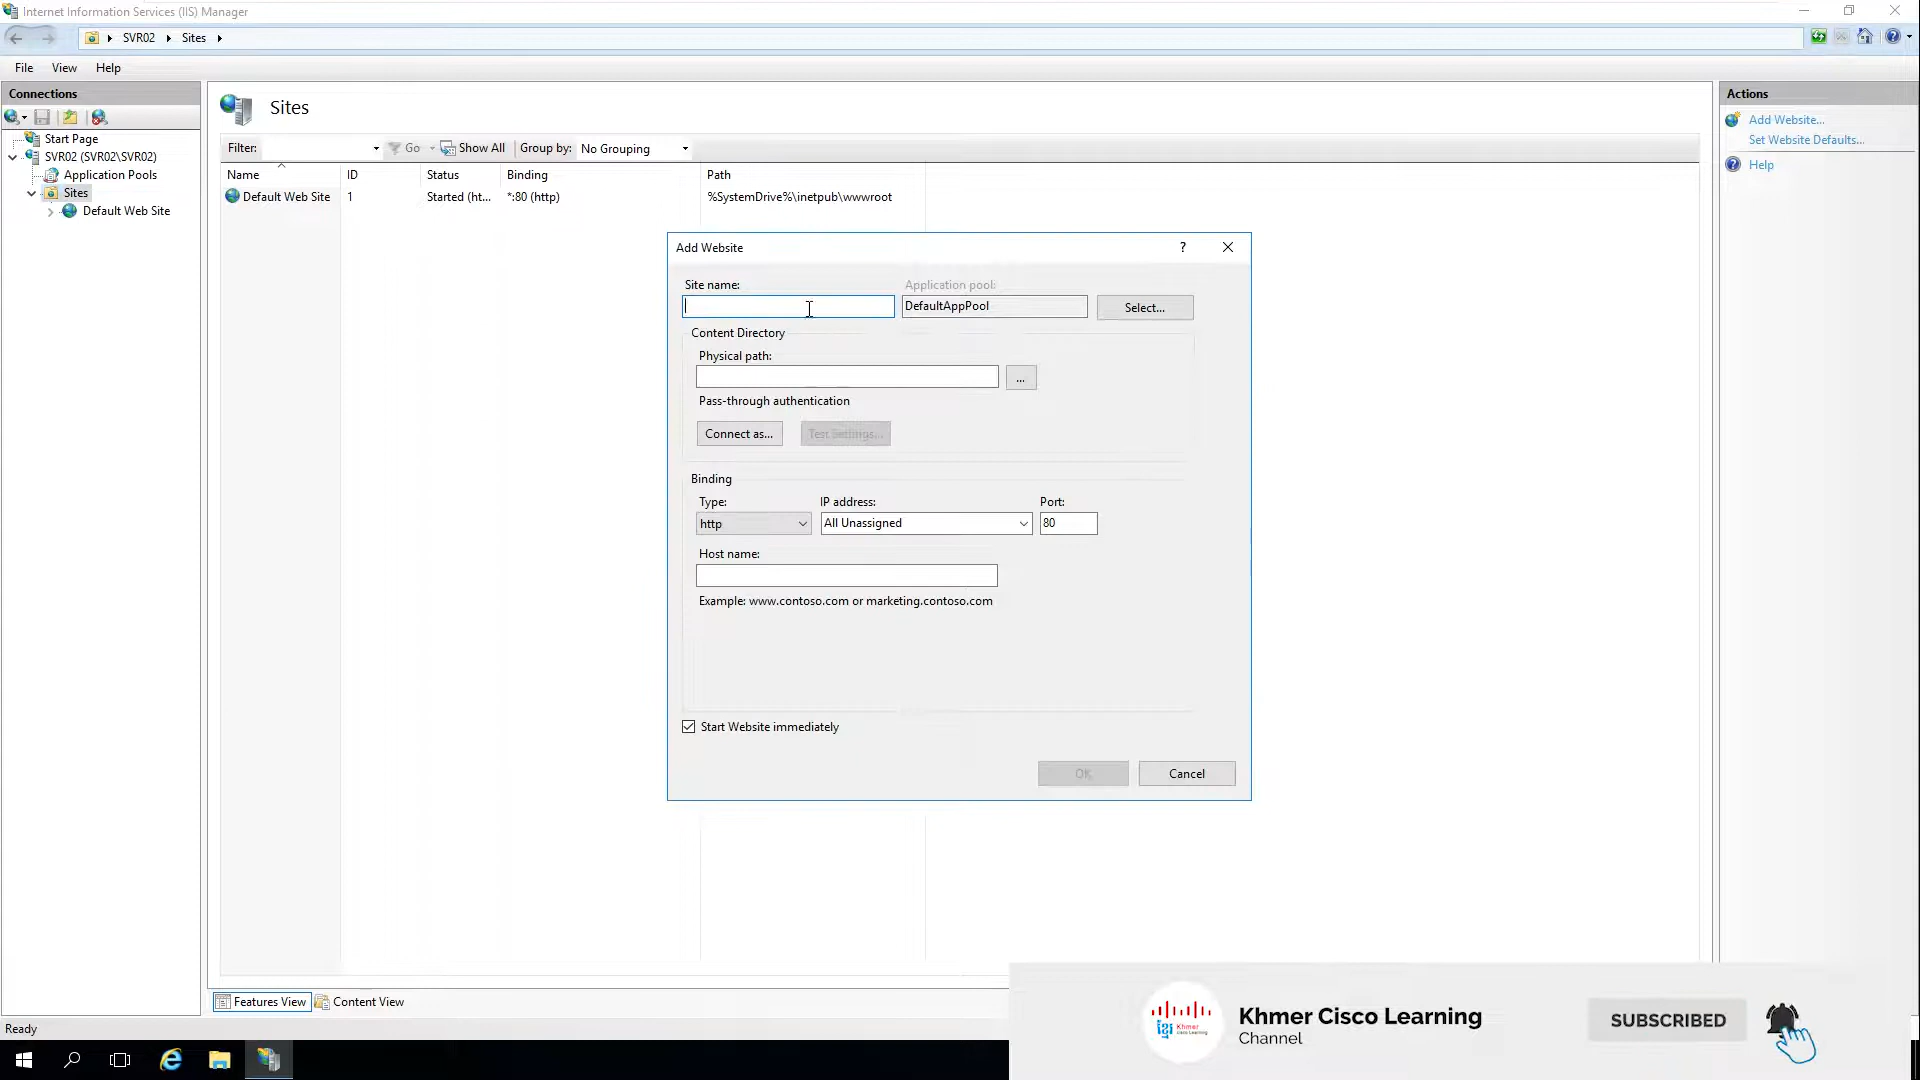 Internet Information Services (IIS) Manager
SVR02 Sites
File View Help
Connections
Start Page
SVR02 (SVR02\SVR02)
Application Pools
Sites
Default Web Site
Sites
Filter: Go Show All Group by: No Grouping
Name ID Status Binding Path
Default Web Site 1 Started (ht... *:80 (http) %SystemDrive%\inetpub\wwwroot
Add Website ?
Site name: Application pool:
DefaultAppPool Select...
Content Directory
Physical path:
...
Pass-through authentication
Connect as... Test Settings...
Binding
Type: IP address: Port:
http All Unassigned 80
Host name:
Example: www.contoso.com or marketing.contoso.com
Start Website immediately
OK Cancel
Actions
Add Website...
Set Website Defaults...
Help
Features View Content View
Ready
Khmer Cisco Learning
Channel
SUBSCRIBED